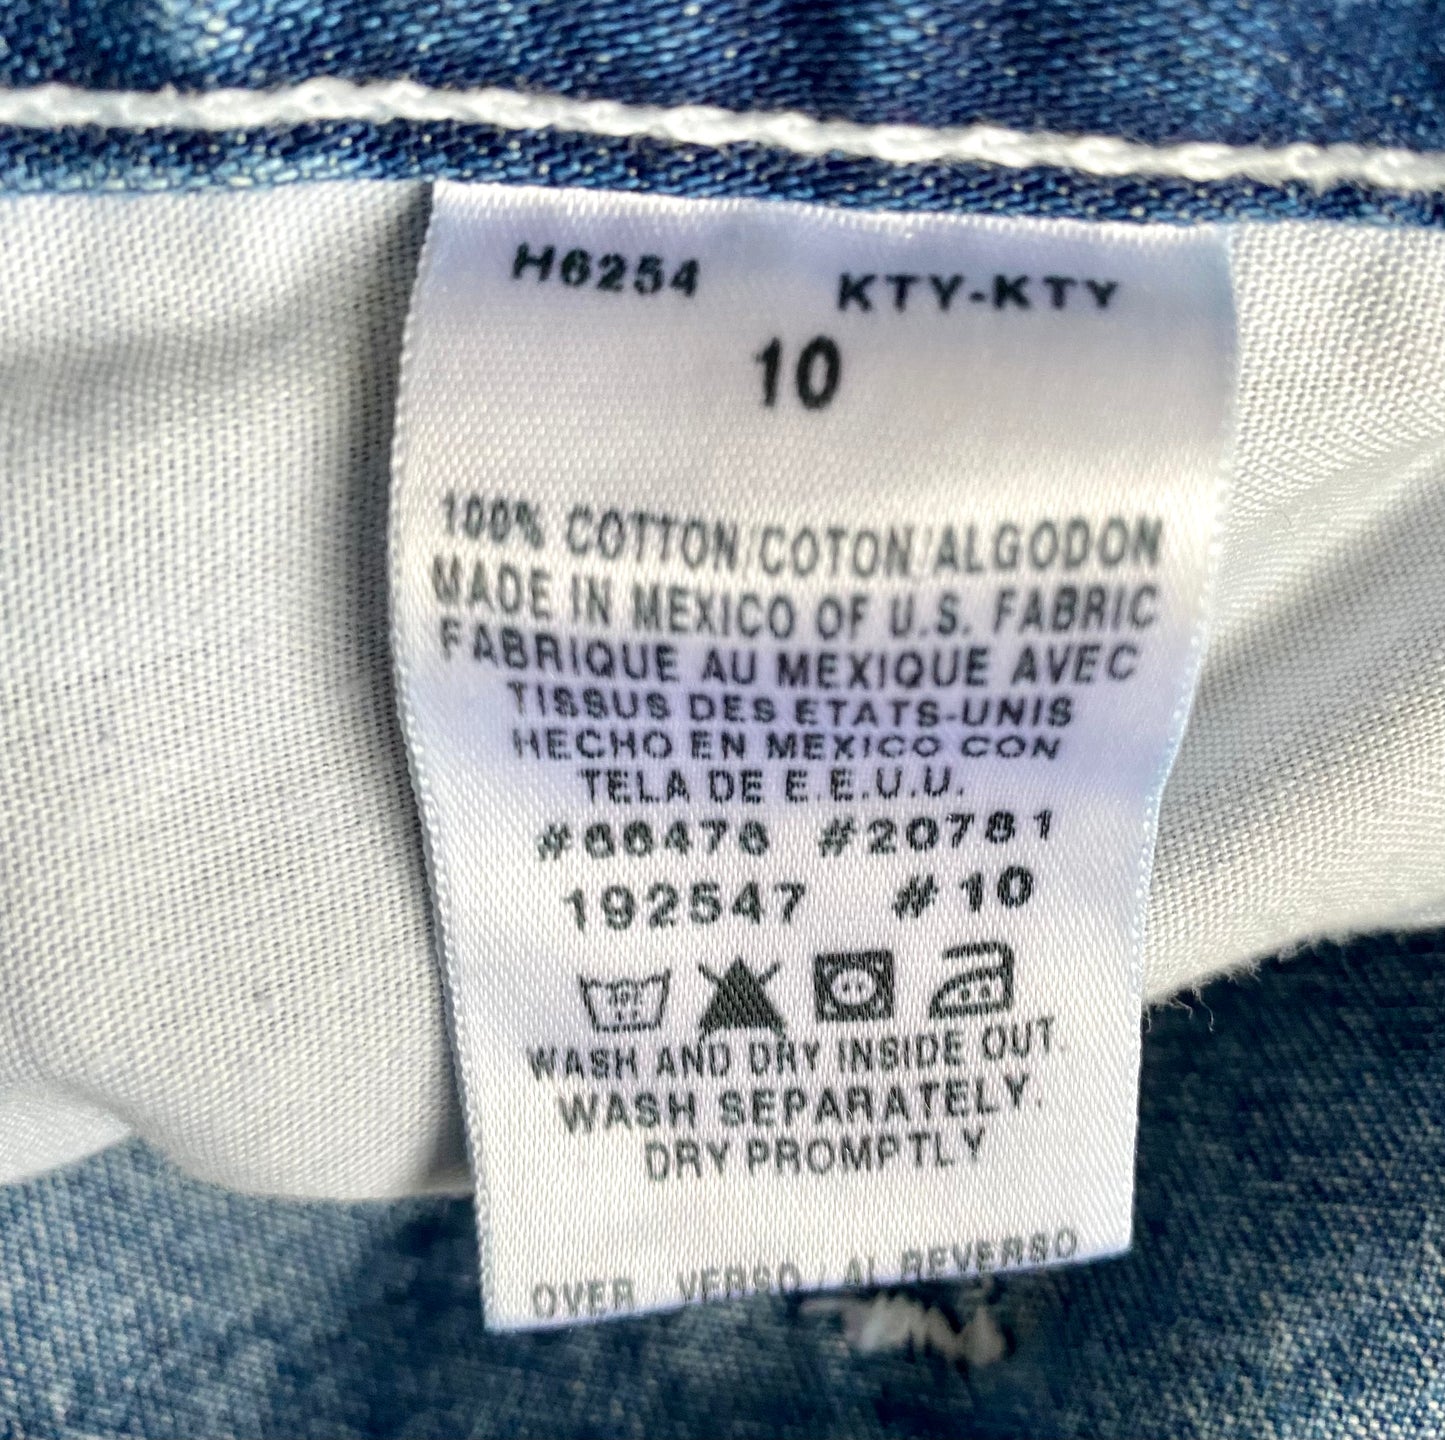 H6254 KTY-KTY
10
100% COTTON/COTON/ALGODON
MADE IN MEXICO OF U.S. FABRIC
FABRIQUE AU MEXIQUE AVEC
TISSUS DES ETATS-UNIS
HECHO EN MEXICO CON
TELA DE E.E.U.U.
#66476 #20781
192547 #10
WASH AND DRY INSIDE OUT.
WASH SEPARATELY.
DRY PROMPTLY
OVER VERSO AL REVERSO